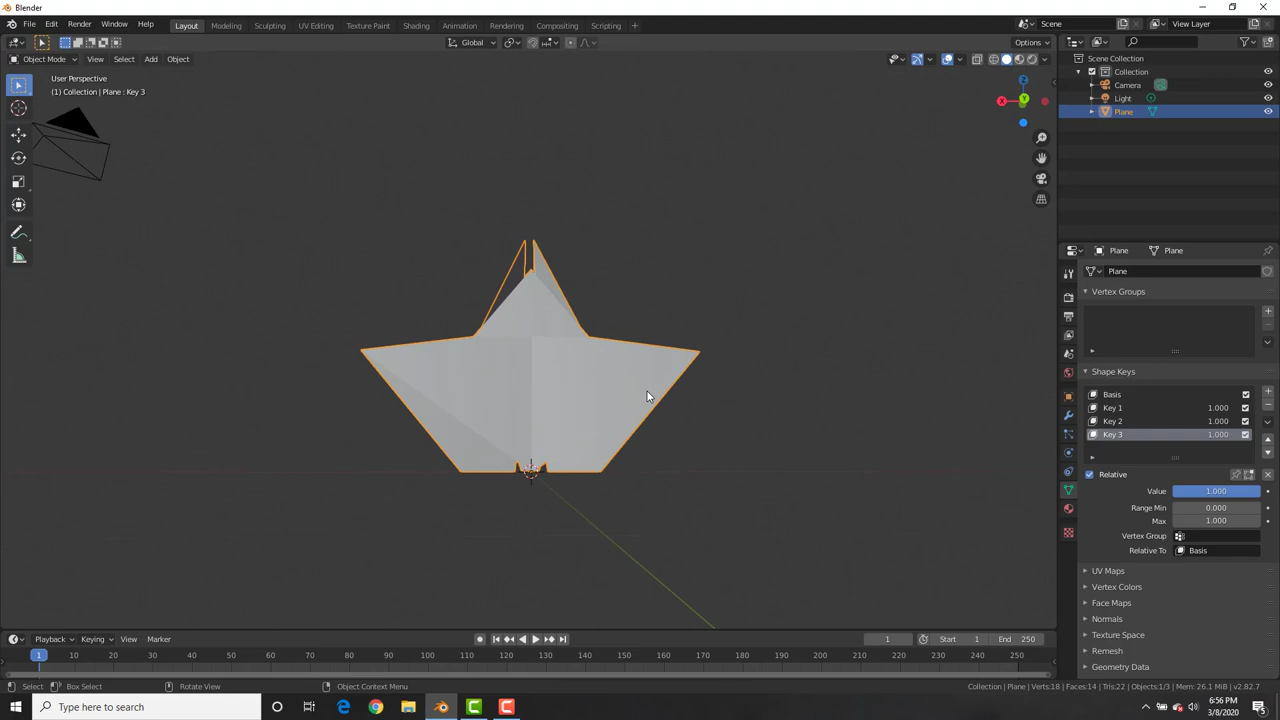 Blender
File Edit Render Window Help Layout Modeling Sculpting UV Editing Texture Paint Shading Animation Rendering Compositing Scripting + Scene View Layer
Global Options
Object Mode View Select Add Object
User Perspective
(1) Collection | Plane : Key 3
Z
Y
X
Scene Collection
Collection
Camera
Light
Plane
Plane Plane
Plane
Vertex Groups
Shape Keys
Basis
Key 1 1.000
Key 2 1.000
Key 3 1.000
Relative
Value 1.000
Range Min 0.000
Max 1.000
Vertex Group
Relative To Basis
UV Maps
Vertex Colors
Face Maps
Normals
Texture Space
Remesh
Geometry Data
Playback Keying View Marker 1 Start 1 End 250
1 10 20 30 40 50 60 70 80 90 100 110 120 130 140 150 160 170 180 190 200 210 220 230 240 250
Select Box Select Rotate View Object Context Menu Collection | Plane | Verts:18 | Faces:14 | Tris:22 | Objects:1/3 | Mem: 26.1 MiB | v2.82.7
Type here to search
6:56 PM
3/8/2020
5